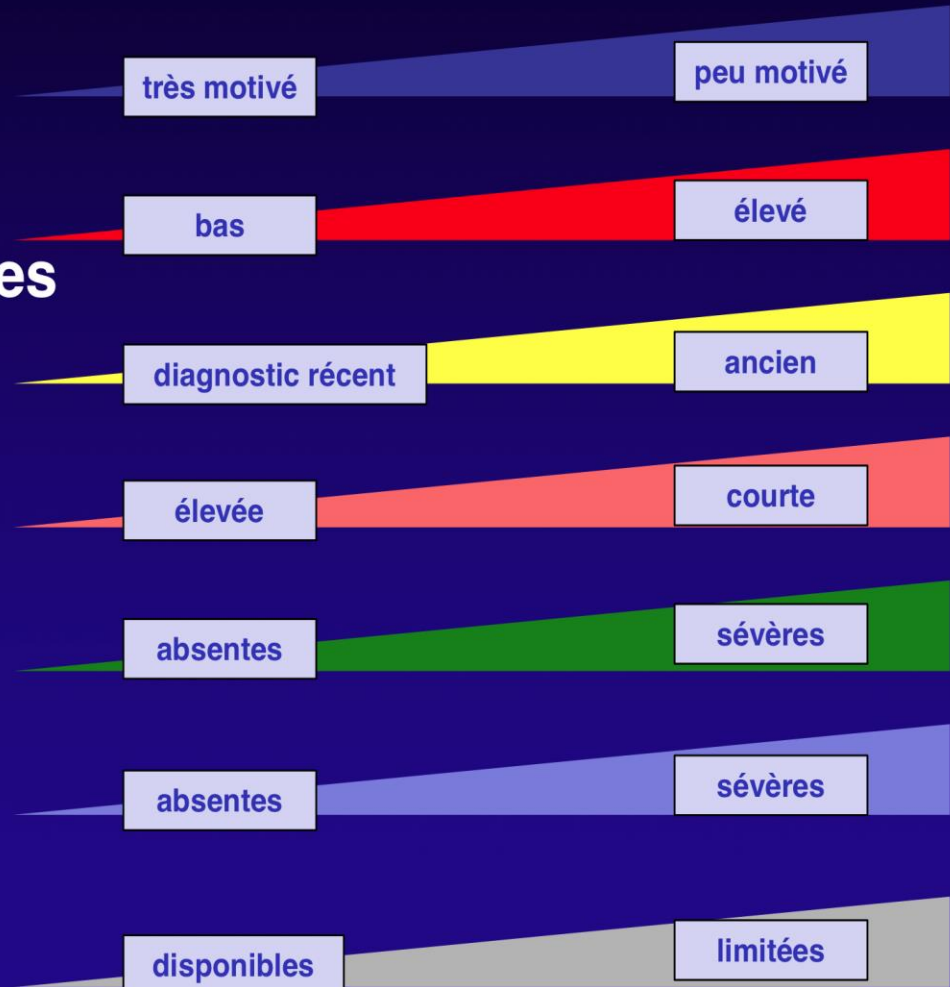 très motivé
peu motivé
bas
élevé
es
diagnostic récent
ancien
élevée
courte
absentes
sévères
absentes
sévères
disponibles
limitées